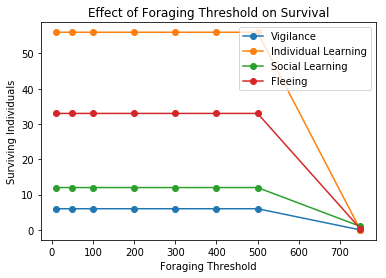 Effect of Foraging Threshold on Survival
Vigilance
Individual Learning
Social Learning
Fleeing
Surviving Individuals
50
40
30
20
10
0
0 100 200 300 400 500 600 700
Foraging Threshold